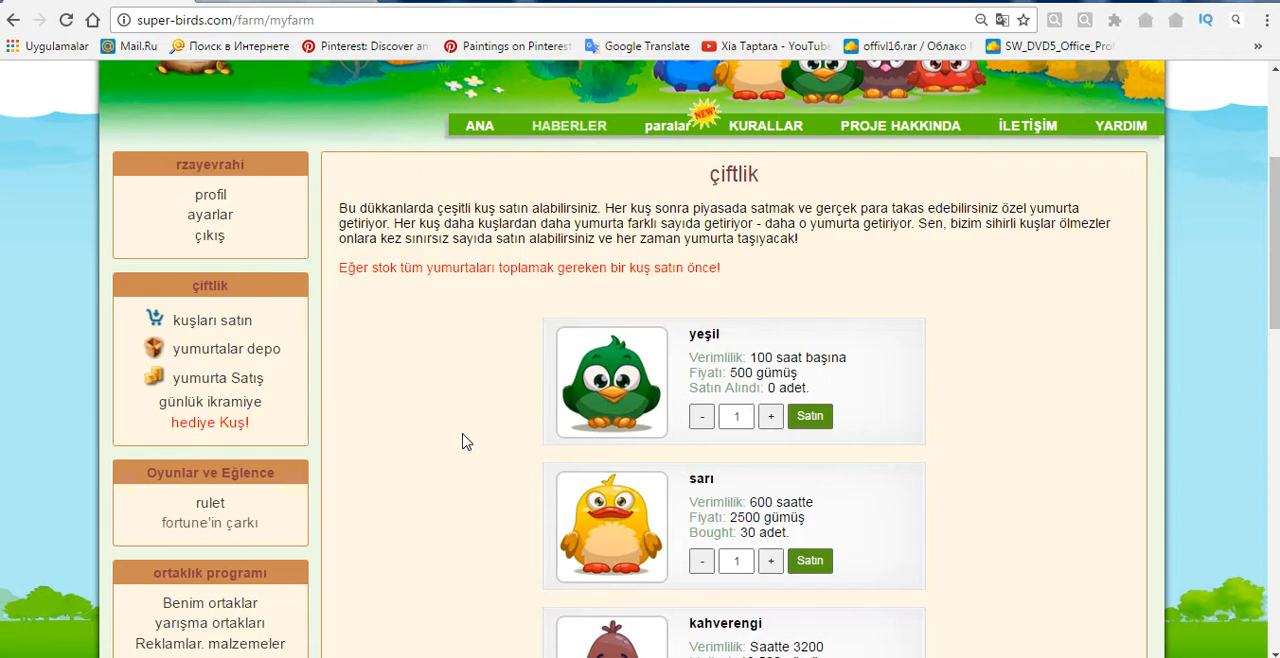 super-birds.com/farm/myfarm
Uygulamalar Mail.Ru Поиск в Интернете Pinterest: Discover an Paintings on Pinterest Google Translate Xia Taptara - YouTube offivl16.rar / Облако SW_DVD5_Office_Pro
NEW!
ANA HABERLER paralar KURALLAR PROJE HAKKINDA İLETİŞİM YARDIM
rzayevrahi
profil
ayarlar
çıkış
çiftlik
kuşları satın
yumurtalar depo
yumurta Satış
günlük ikramiye
hediye Kuş!
Oyunlar ve Eğlence
rulet
fortune'in çarkı
ortaklık programı
Benim ortaklar
yarışma ortakları
Reklamlar. malzemeler
çiftlik
Bu dükkanlarda çeşitli kuş satın alabilirsiniz. Her kuş sonra piyasada satmak ve gerçek para takas edebilirsiniz özel yumurta
getiriyor. Her kuş daha kuşlardan daha yumurta farklı sayıda getiriyor - daha o yumurta getiriyor. Sen, bizim sihirli kuşlar ölmezler
onlara kez sınırsız sayıda satın alabilirsiniz ve her zaman yumurta taşıyacak!
Eğer stok tüm yumurtaları toplamak gereken bir kuş satın önce!
yeşil
Verimlilik: 100 saat başına
Fiyatı: 500 gümüş
Satın Alındı: 0 adet.
- 1 + Satın
sarı
Verimlilik: 600 saatte
Fiyatı: 2500 gümüş
Bought: 30 adet.
- 1 + Satın
kahverengi
Verimlilik: Saatte 3200